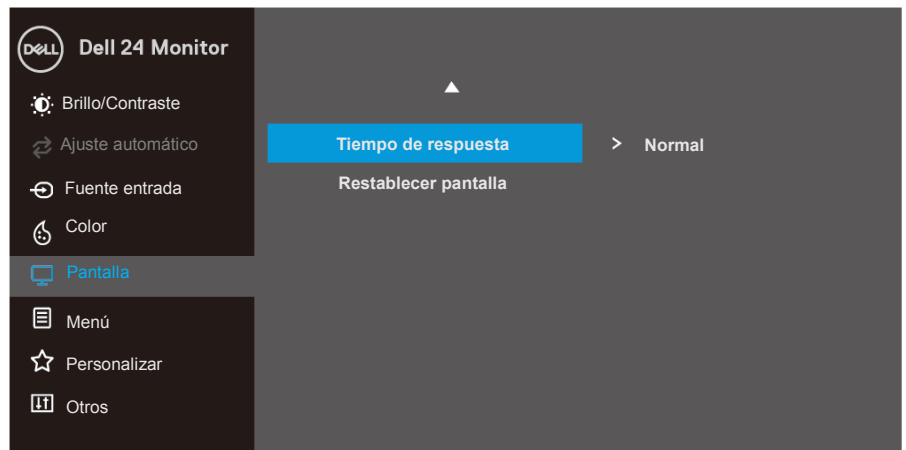 DELL Dell 24 Monitor
Brillo/Contraste
Ajuste automático
Tiempo de respuesta > Normal
Fuente entrada
Restablecer pantalla
Color
Pantalla
Menú
Personalizar
Otros